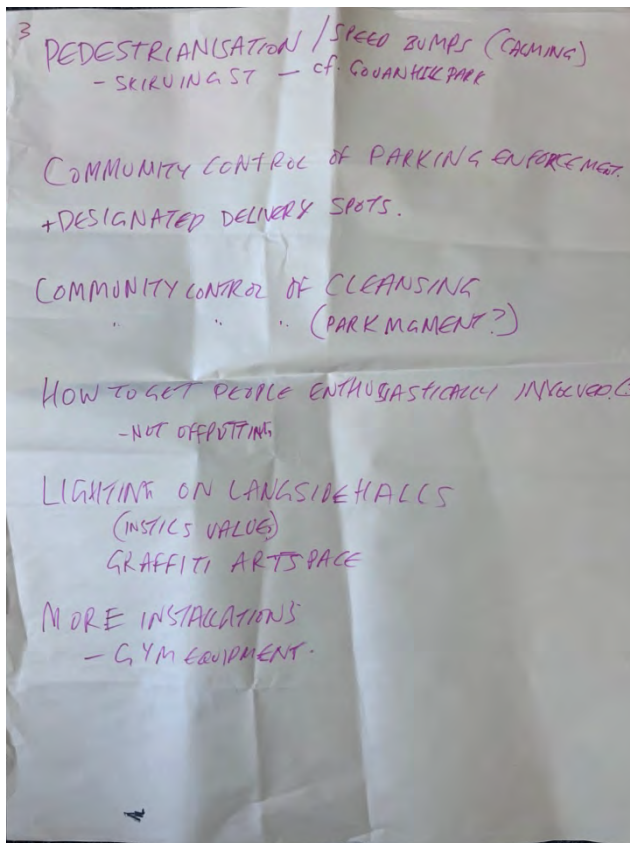 3
PEDESTRIANISATION / SPEED BUMPS (CALMING)
- SKIRVING ST - cf. GOVANHILL PARK
COMMUNITY CONTROL OF PARKING ENFORCEMENT.
+ DESIGNATED DELIVERY SPOTS.
COMMUNITY CONTROL OF CLEANSING
" " " (PARK MGMENT?)
HOW TO GET PEOPLE ENTHUSIASTICALLY INVOLVED?
- NOT OFFPUTTING
LIGHTING ON LANGSIDE HALLS
(INSTILS VALUE)
GRAFFITI ARTSPACE
MORE INSTALLATIONS
- GYM EQUIPMENT.